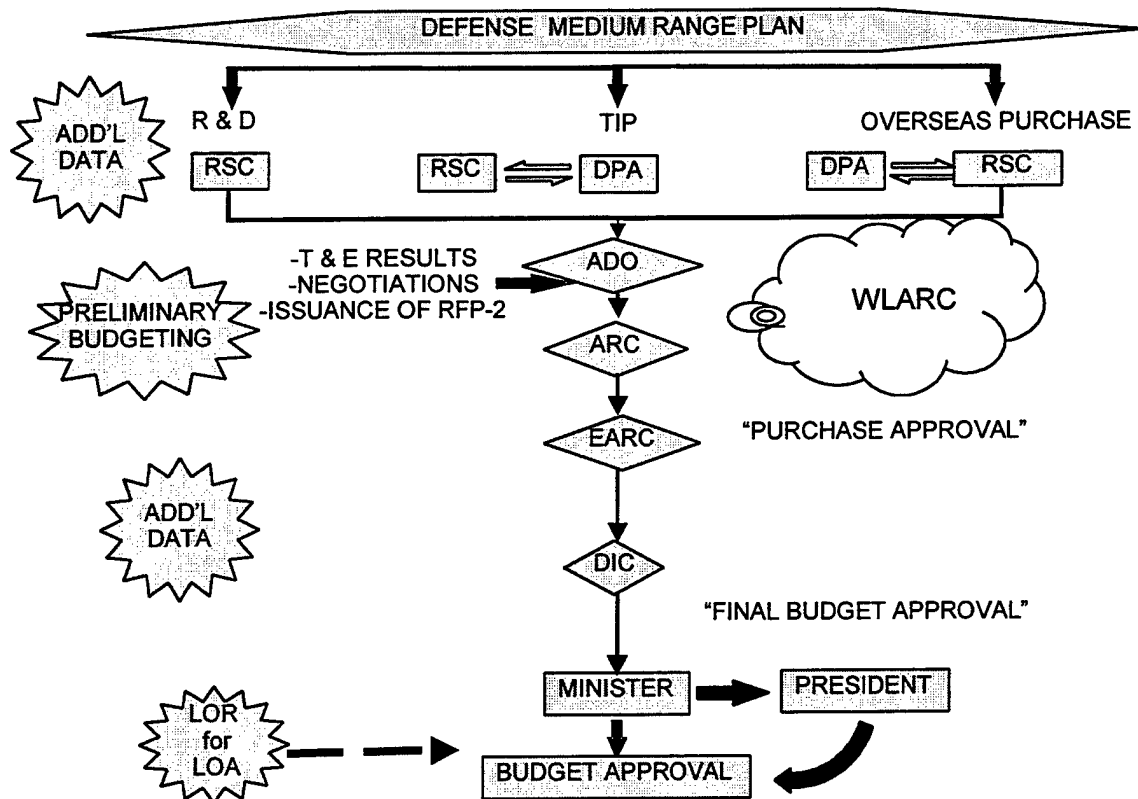 DEFENSE MEDIUM RANGE PLAN
ADD'L
DATA
R & D
TIP
OVERSEAS PURCHASE
RSC
RSC
DPA
DPA
RSC
-T & E RESULTS
-NEGOTIATIONS
-ISSUANCE OF RFP-2
ADO
WLARC
PRELIMINARY
BUDGETING
ARC
EARC
"PURCHASE APPROVAL"
ADD'L
DATA
DIC
"FINAL BUDGET APPROVAL"
MINISTER
PRESIDENT
LOR
for
LOA
BUDGET APPROVAL